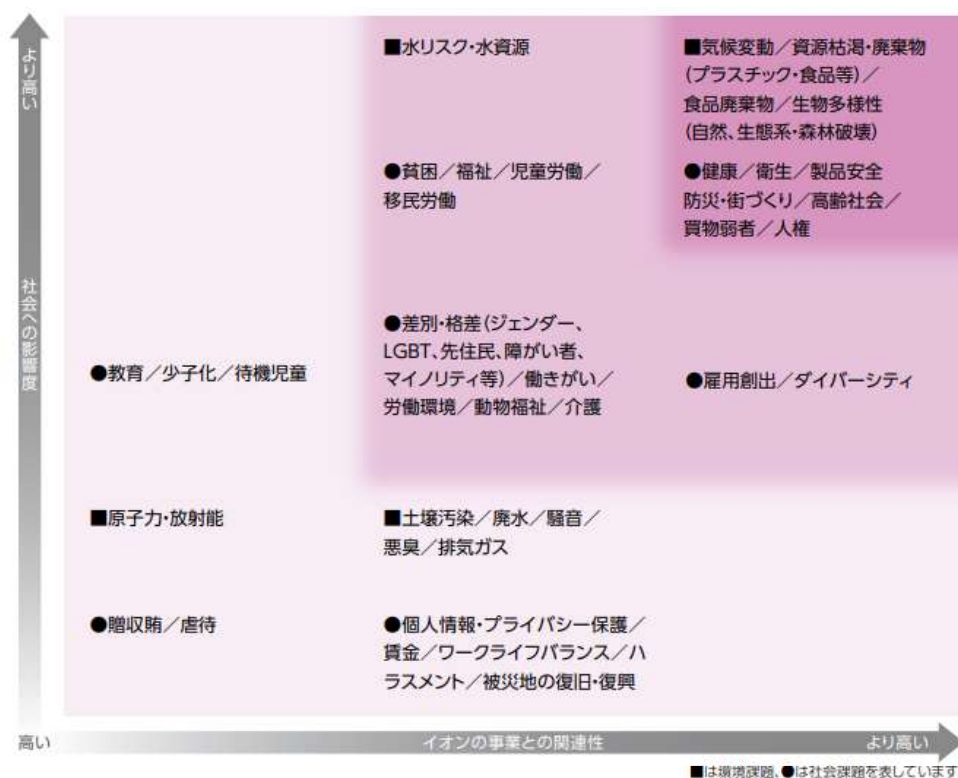 より高い
社会への影響度
■水リスク・水資源
■気候変動／資源枯渇・廃棄物
(プラスチック・食品等)／
食品廃棄物／生物多様性
(自然、生態系・森林破壊)
●貧困／福祉／児童労働／
移民労働
●健康／衛生／製品安全
防災・街づくり／高齢社会／
買物弱者／人権
●教育／少子化／待機児童
●差別・格差(ジェンダー、
LGBT、先住民、障がい者、
マイノリティ等)／働きがい／
労働環境／動物福祉／介護
●雇用創出／ダイバーシティ
■原子力・放射能
■土壌汚染／廃水／騒音／
悪臭／排気ガス
●贈収賄／虐待
●個人情報・プライバシー保護／
賃金／ワークライフバランス／ハ
ラスメント／被災地の復旧・復興
高い
イオンの事業との関連性
より高い
■は環境課題、●は社会課題を表しています